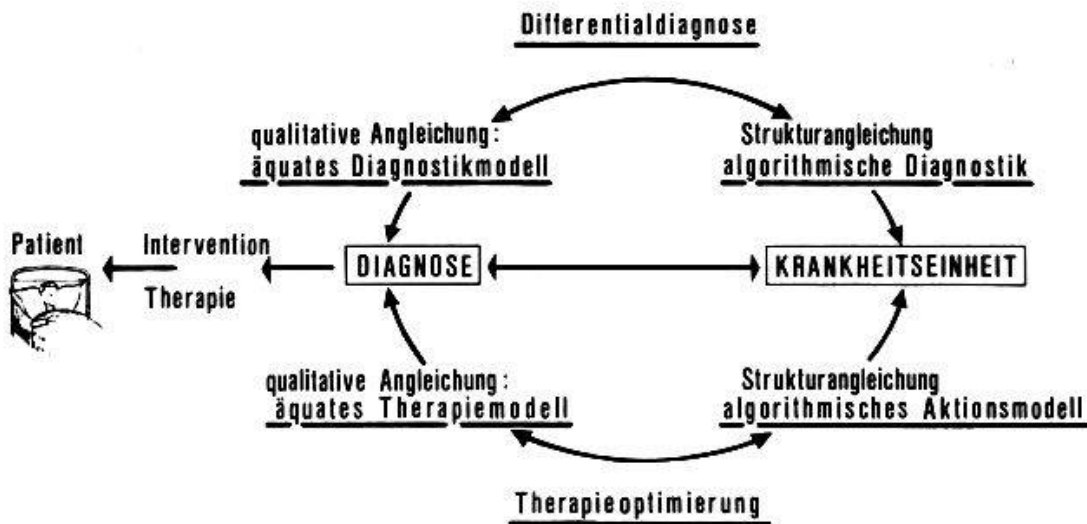 Differentialdiagnose
qualitative Angleichung:
äquates Diagnostikmodell
Strukturangleichung
algorithmische Diagnostik
Patient
Intervention
Therapie
DIAGNOSE
KRANKHEITSEINHEIT
qualitative Angleichung:
äquates Therapiemodell
Strukturangleichung
algorithmisches Aktionsmodell
Therapieoptimierung